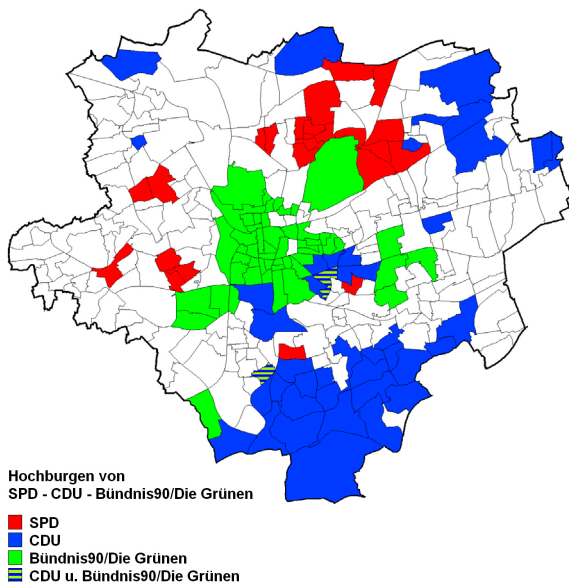 Hochburgen von
SPD - CDU - Bündnis90/Die Grünen
SPD
CDU
Bündnis90/Die Grünen
CDU u. Bündnis90/Die Grünen